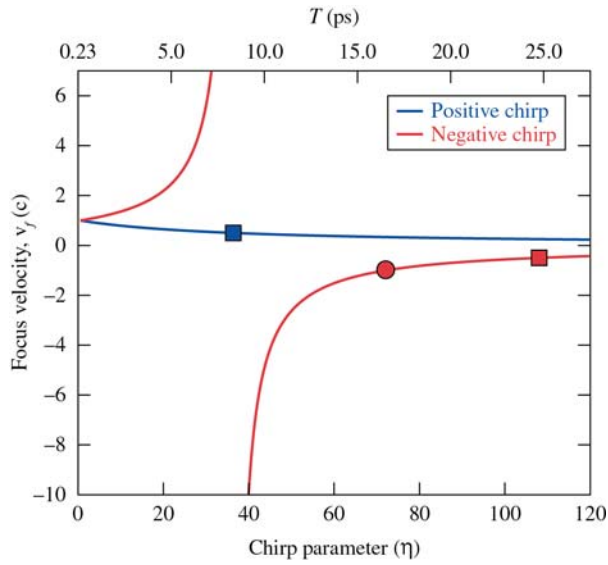 T (ps)
0.23 5.0 10.0 15.0 20.0 25.0
6
4
2
0
−2
−4
−6
−8
−10
Focus velocity, v_f (c)
Positive chirp
Negative chirp
0 20 40 60 80 100 120
Chirp parameter (η)